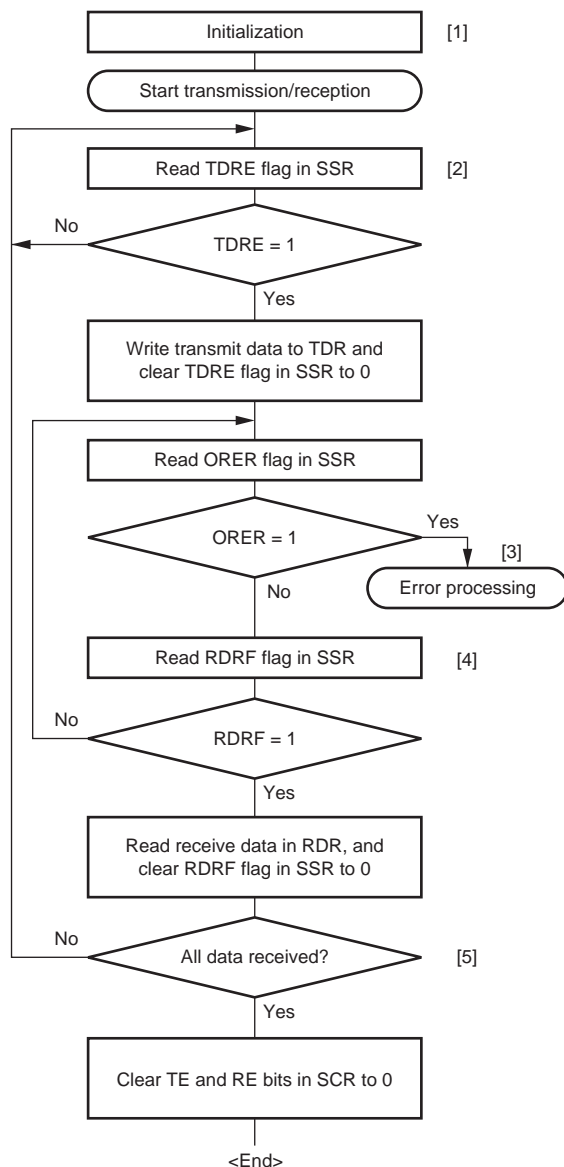 Initialization
[1]
Start transmission/reception
Read TDRE flag in SSR
[2]
No
TDRE = 1
Yes
Write transmit data to TDR and
clear TDRE flag in SSR to 0
Read ORER flag in SSR
ORER = 1
Yes
[3]
Error processing
No
Read RDRF flag in SSR
[4]
No
RDRF = 1
Yes
Read receive data in RDR, and
clear RDRF flag in SSR to 0
No
All data received?
[5]
Yes
Clear TE and RE bits in SCR to 0
<End>